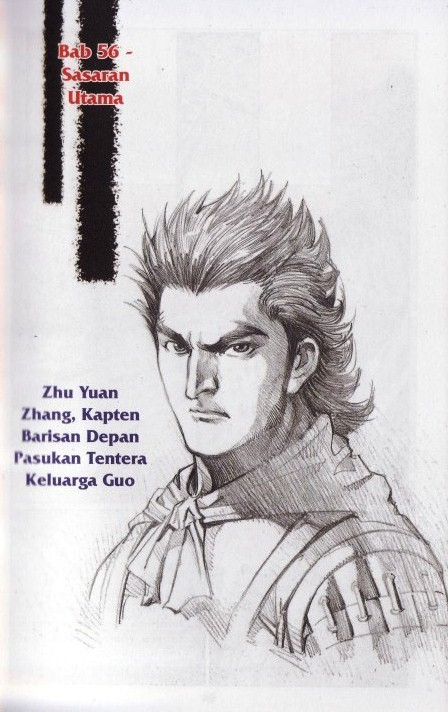 Bab 56 -
Sasaran
Utama
Zhu Yuan
Zhang, Kapten
Barisan Depan
Pasukan Tentera
Keluarga Guo